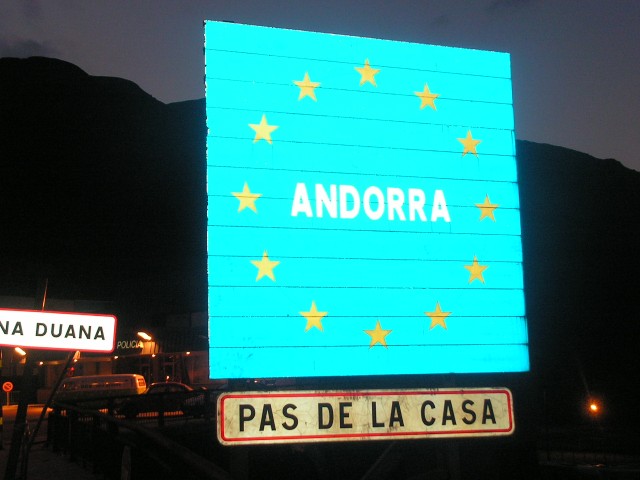 ANDORRA
NA DUANA
POLICIA
PAS DE LA CASA